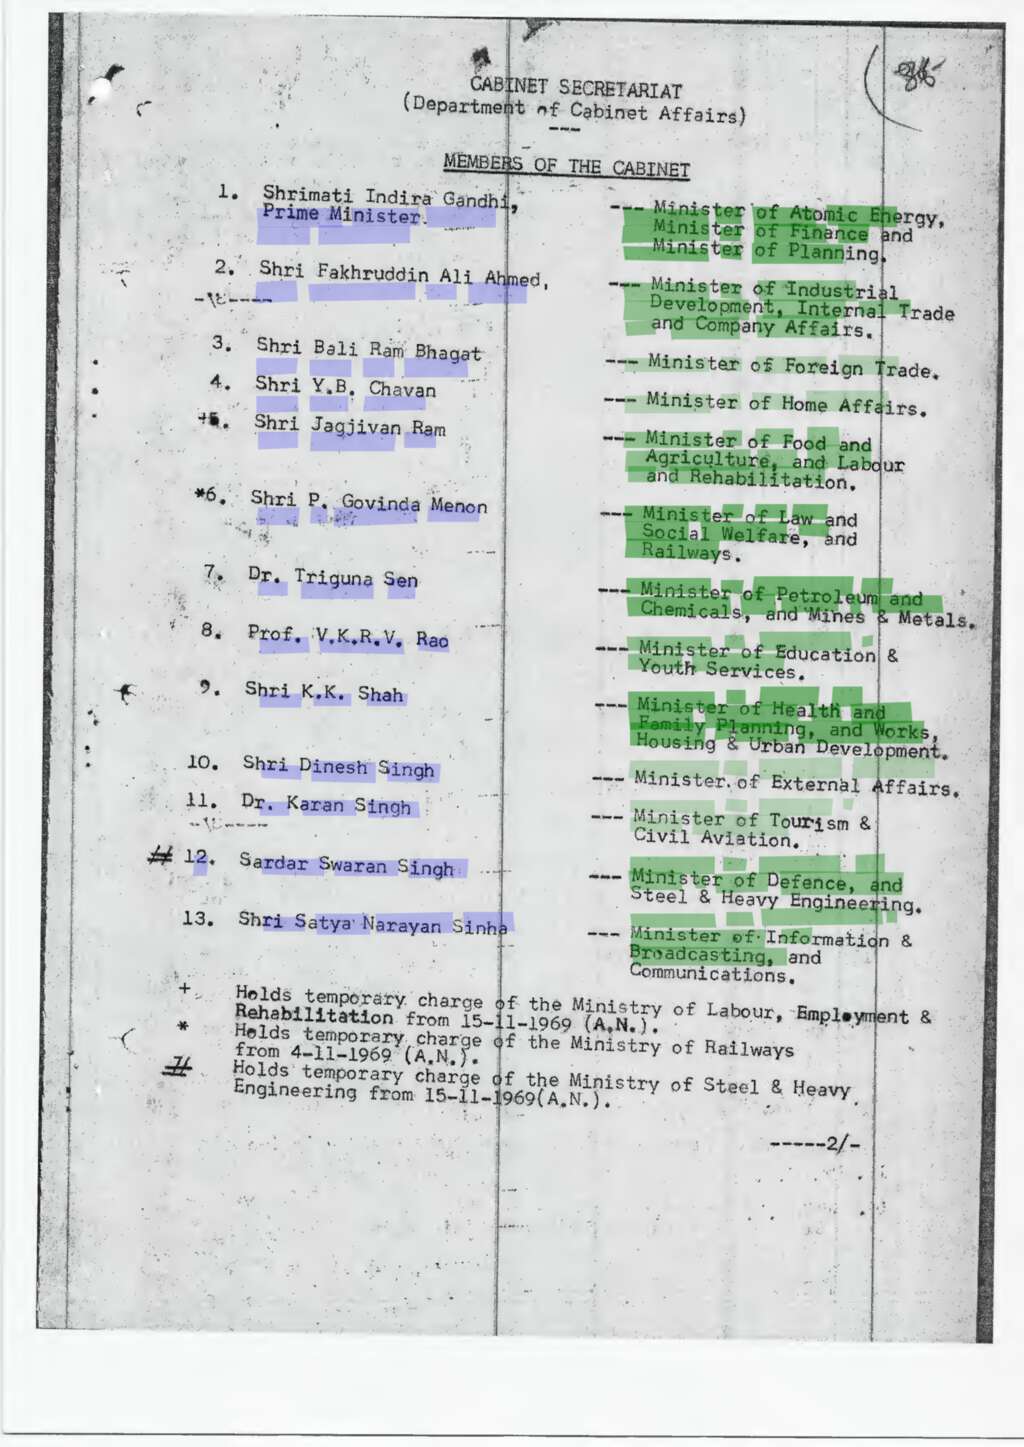 CABINET SECRETARIAT
(Department of Cabinet Affairs)
---
MEMBERS OF THE CABINET
1. Shrimati Indira Gandhi, --- Minister of Atomic Energy,
Prime Minister. Minister of Finance and
Minister of Planning.
2. Shri Fakhruddin Ali Ahmed, --- Minister of Industrial
Development, Internal Trade
and Company Affairs.
3. Shri Bali Ram Bhagat --- Minister of Foreign Trade.
4. Shri Y.B. Chavan --- Minister of Home Affairs.
+5. Shri Jagjivan Ram --- Minister of Food and
Agriculture, and Labour
and Rehabilitation.
*6. Shri P. Govinda Menon --- Minister of Law and
Social Welfare, and
Railways.
7. Dr. Triguna Sen --- Minister of Petroleum and
Chemicals, and Mines & Metals.
8. Prof. V.K.R.V. Rao --- Minister of Education &
Youth Services.
9. Shri K.K. Shah --- Minister of Health and
Family Planning, and Works,
Housing & Urban Development.
10. Shri Dinesh Singh --- Minister of External Affairs.
11. Dr. Karan Singh --- Minister of Tourism &
Civil Aviation.
# 12. Sardar Swaran Singh --- Minister of Defence, and
Steel & Heavy Engineering.
13. Shri Satya Narayan Sinha --- Minister of Information &
Broadcasting, and
Communications.
+ Holds temporary charge of the Ministry of Labour, Employment &
Rehabilitation from 15-11-1969 (A.N.).
* Holds temporary charge of the Ministry of Railways
from 4-11-1969 (A.N.).
# Holds temporary charge of the Ministry of Steel & Heavy
Engineering from 15-11-1969(A.N.).
-----2/-